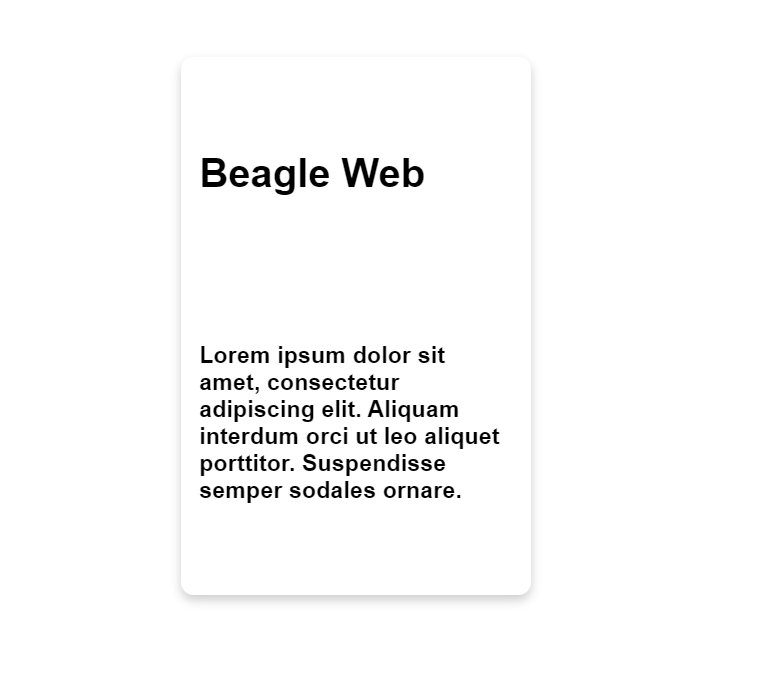 Beagle Web
Lorem ipsum dolor sit
amet, consectetur
adipiscing elit. Aliquam
interdum orci ut leo aliquet
porttitor. Suspendisse
semper sodales ornare.